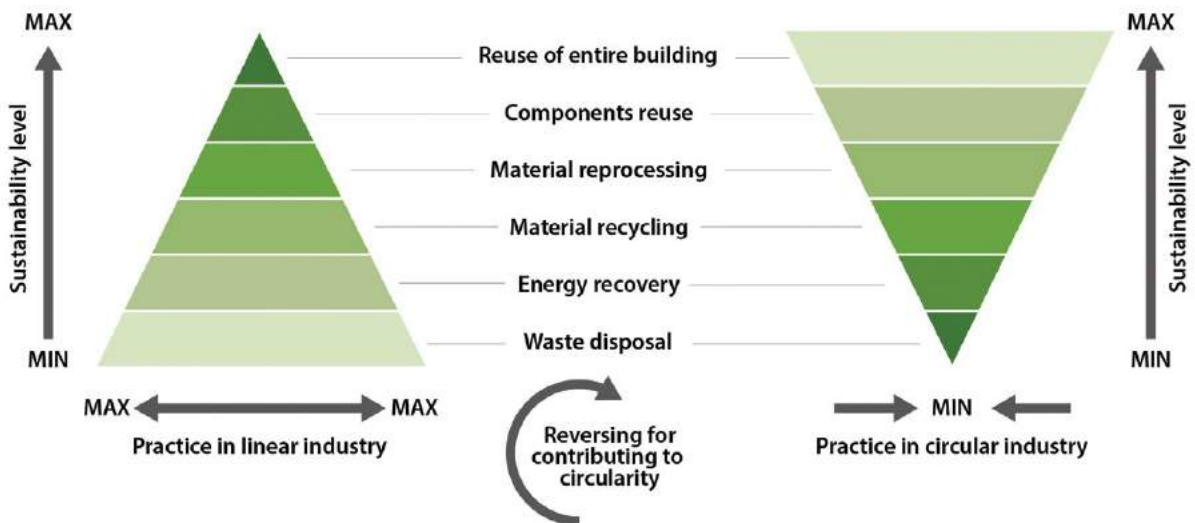 MAX
Sustainability level
MIN
MAX
MAX
Practice in linear industry
Reuse of entire building
Components reuse
Material reprocessing
Material recycling
Energy recovery
Waste disposal
Reversing for
contributing to
circularity
MAX
Sustainability level
MIN
MIN
Practice in circular industry